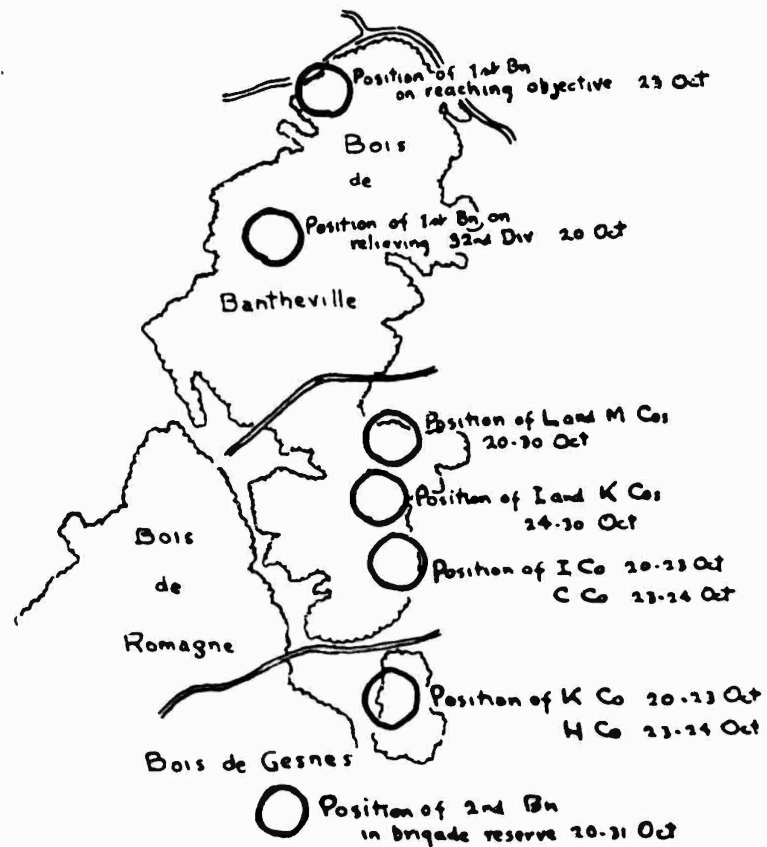 Position of 1st Bn
on reaching objective 23 Oct
Bois
de
Position of 1st Bn on
relieving 32nd Div 20 Oct
Bantheville
Position of L and M Cos
20-30 Oct
Position of I and K Cos
24-30 Oct
Bois
de
Romagne
Position of I Co 20-23 Oct
C Co 23-24 Oct
Position of K Co 20-23 Oct
H Co 23-24 Oct
Bois de Gesnes
Position of 2nd Bn
in brigade reserve 20-31 Oct